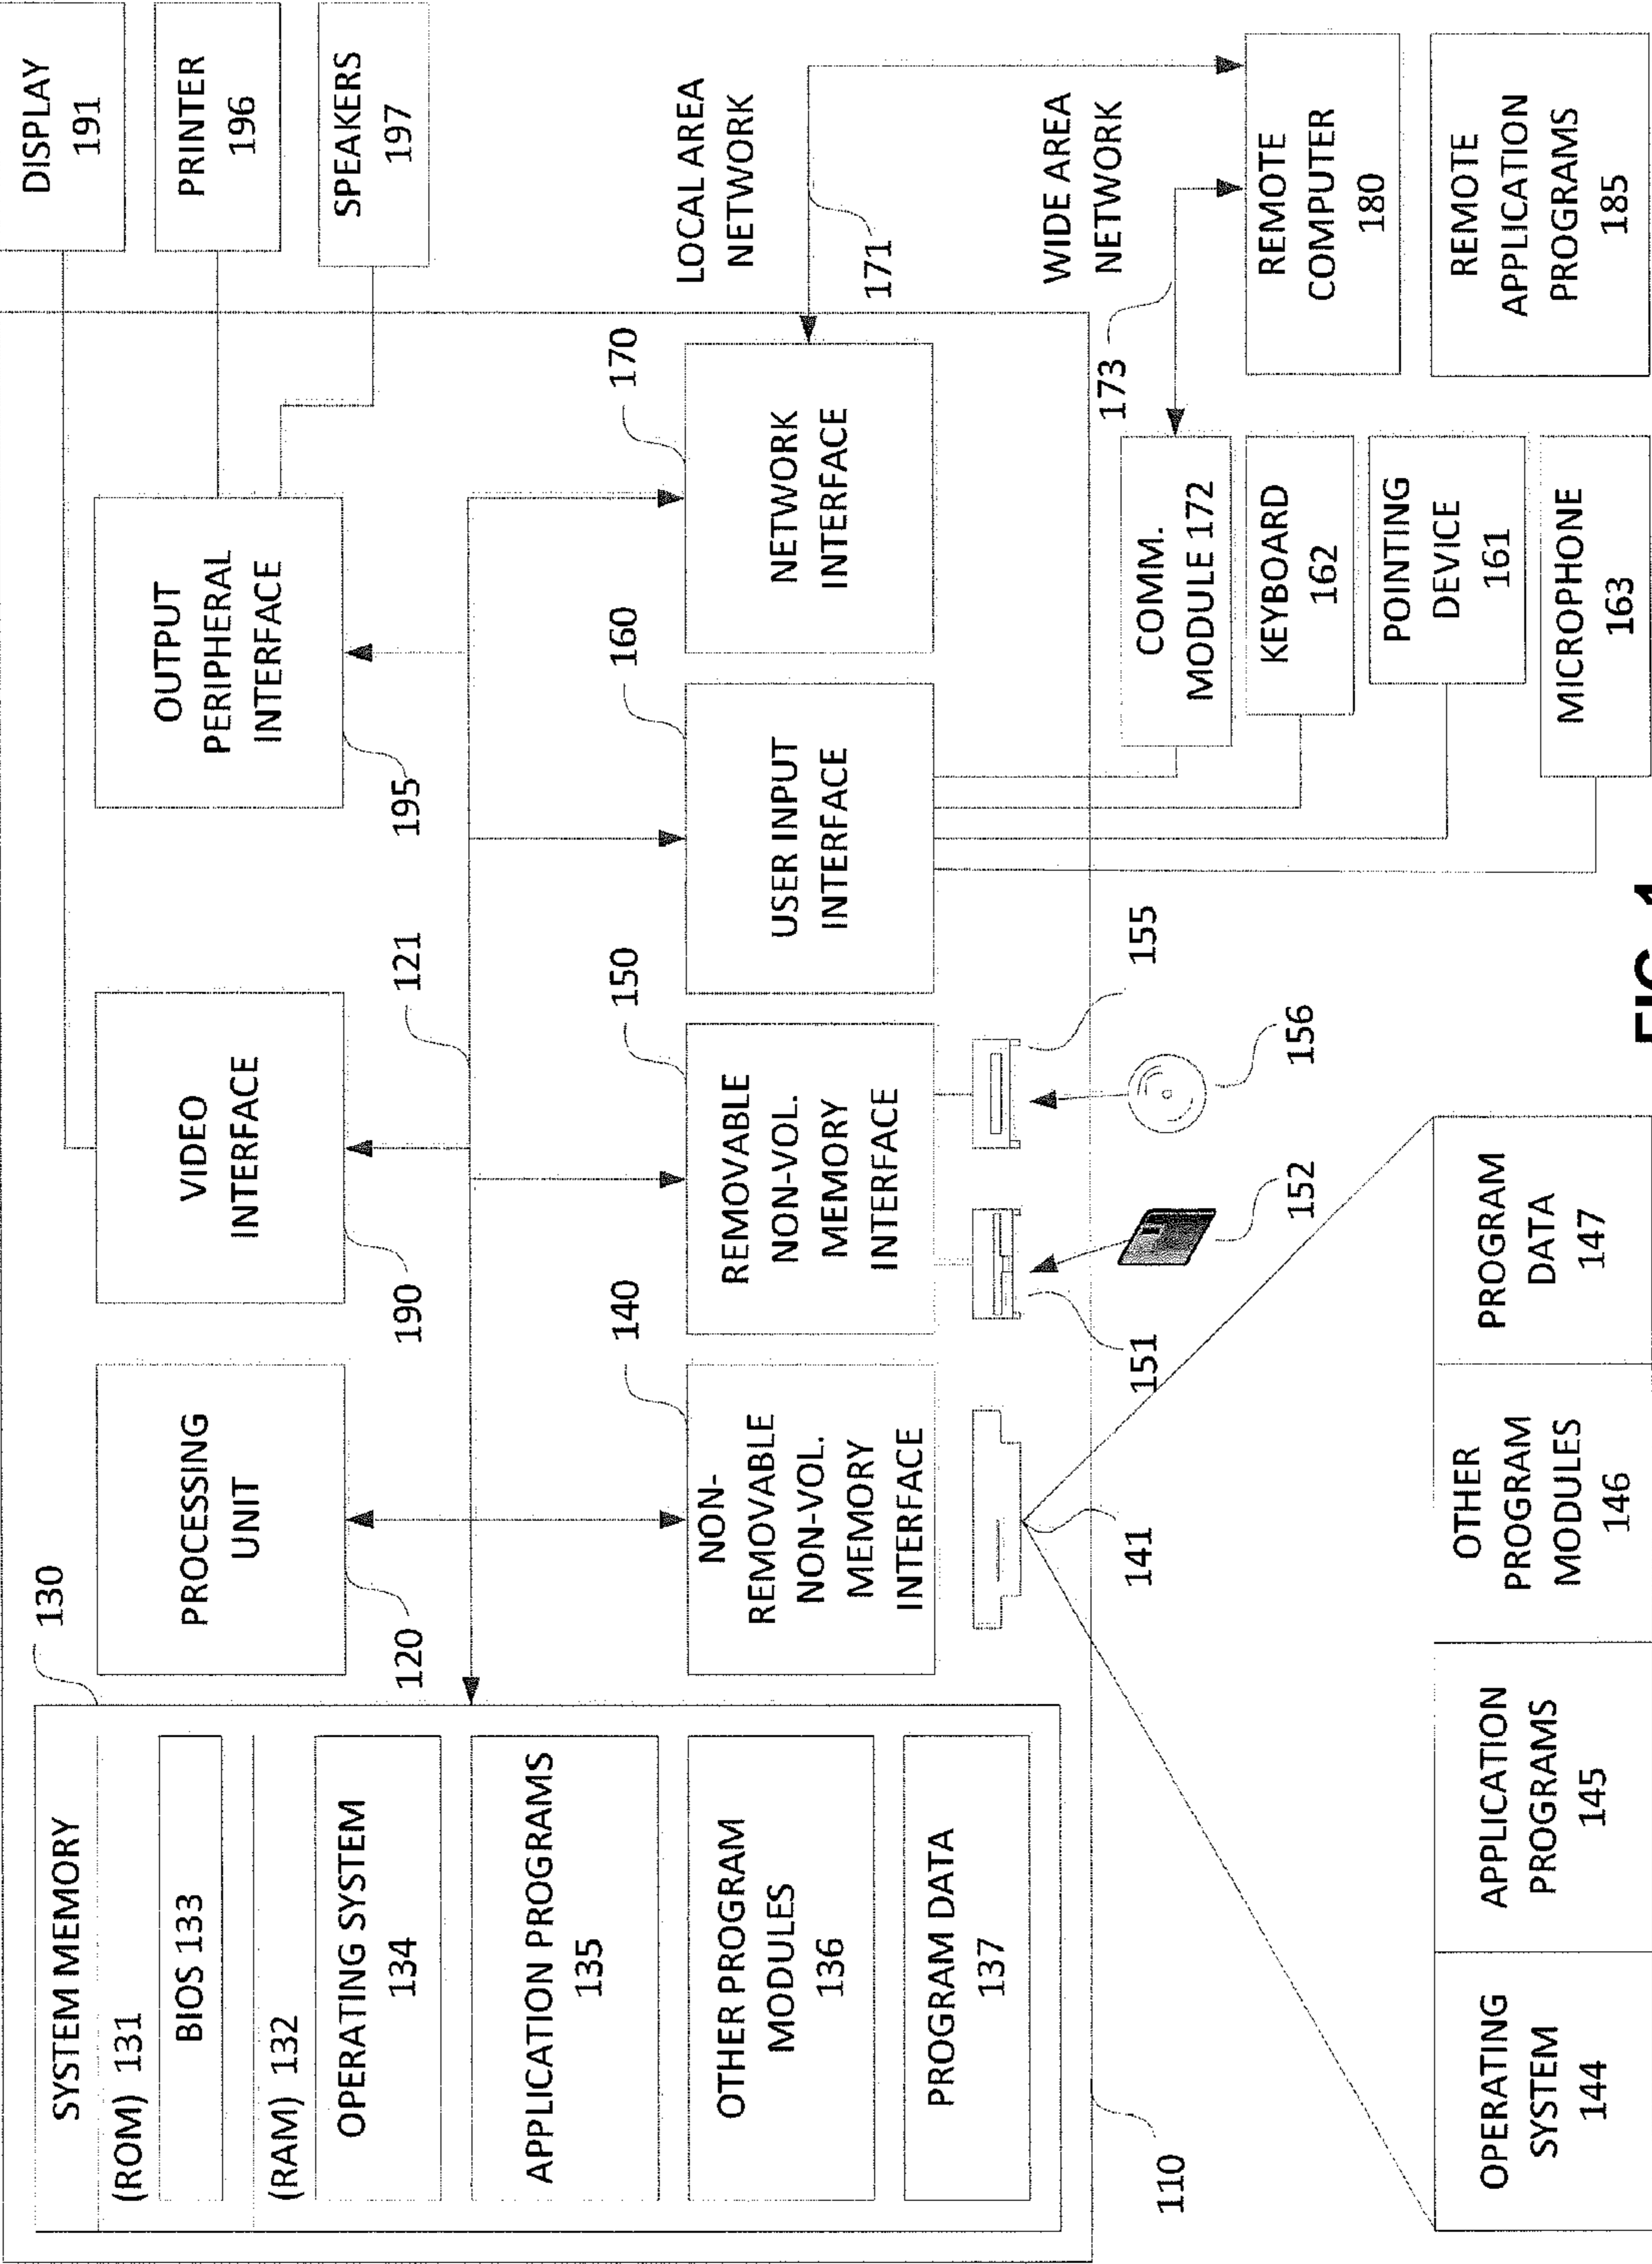 SYSTEM MEMORY
(ROM) 131
BIOS 133
(RAM) 132
OPERATING SYSTEM
134
APPLICATION PROGRAMS
135
OTHER PROGRAM
MODULES
136
PROGRAM DATA
137
130
PROCESSING
UNIT
120
VIDEO
INTERFACE
190
121
OUTPUT
PERIPHERAL
INTERFACE
195
DISPLAY
191
PRINTER
196
SPEAKERS
197
140
NON-
REMOVABLE
NON-VOL.
MEMORY
INTERFACE
150
REMOVABLE
NON-VOL.
MEMORY
INTERFACE
160
USER INPUT
INTERFACE
170
NETWORK
INTERFACE
LOCAL AREA
NETWORK
171
WIDE AREA
NETWORK
173
110
141
151
152
155
156
COMM.
MODULE 172
KEYBOARD
162
POINTING
DEVICE
161
MICROPHONE
163
REMOTE
COMPUTER
180
REMOTE
APPLICATION
PROGRAMS
185
OPERATING
SYSTEM
144
APPLICATION
PROGRAMS
145
OTHER
PROGRAM
MODULES
146
PROGRAM
DATA
147
FIG. 1